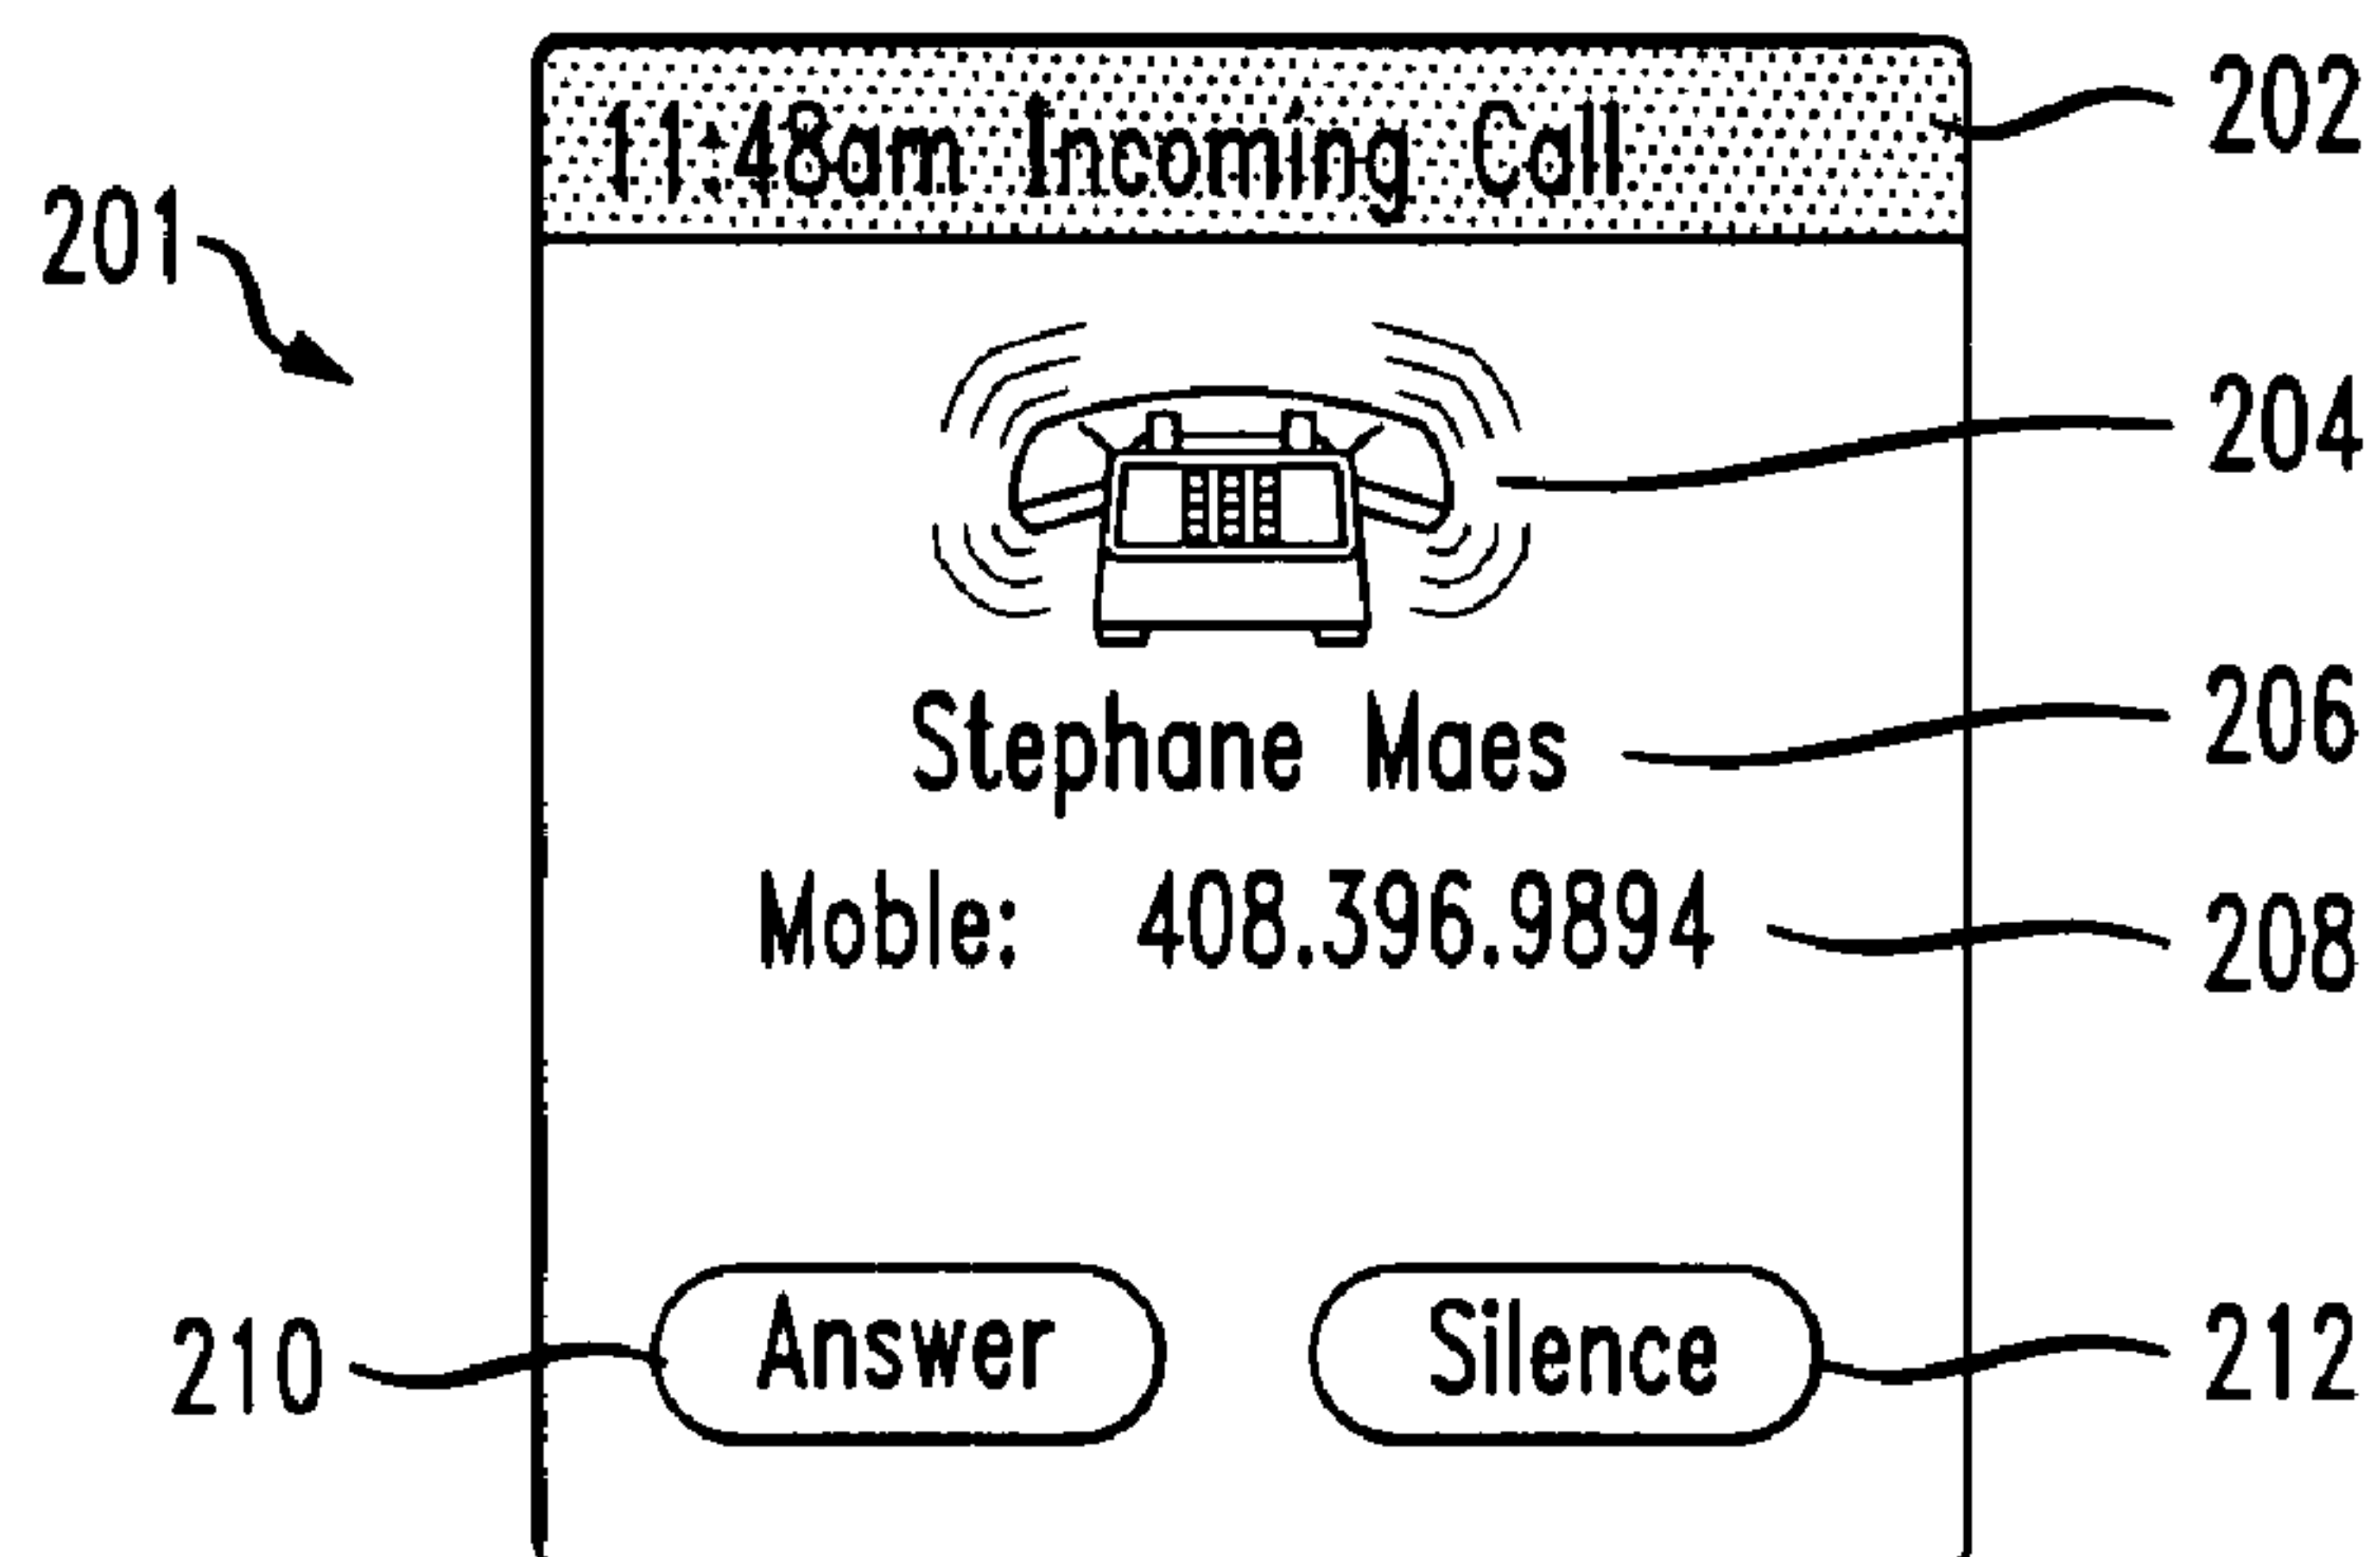 202
11:48am Incoming Call
201
204
Stephane Maes
206
Moble: 408.396.9894
208
210
Answer
Silence
212